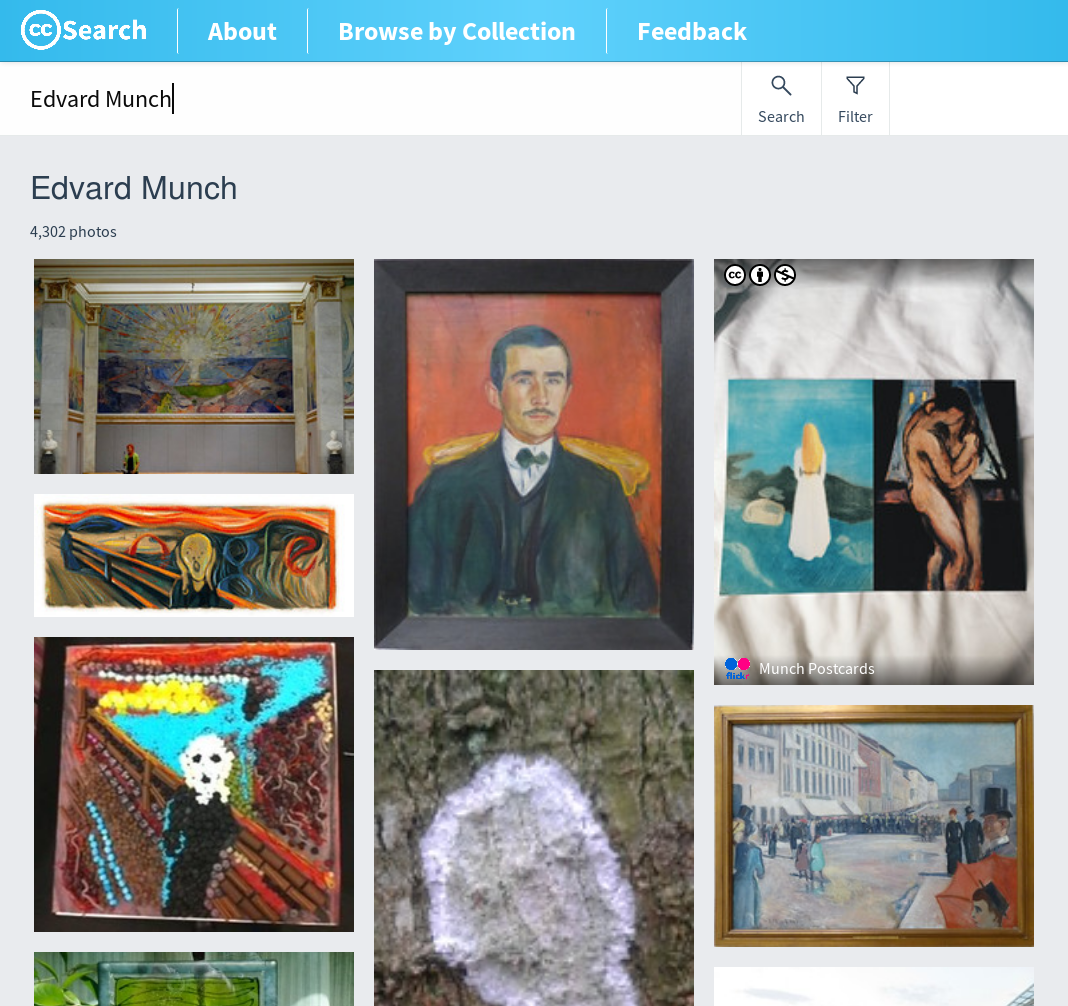 cc Search
About
Browse by Collection
Feedback
Edvard Munch
Search
Filter
Edvard Munch
4,302 photos
cc
flickr
Munch Postcards